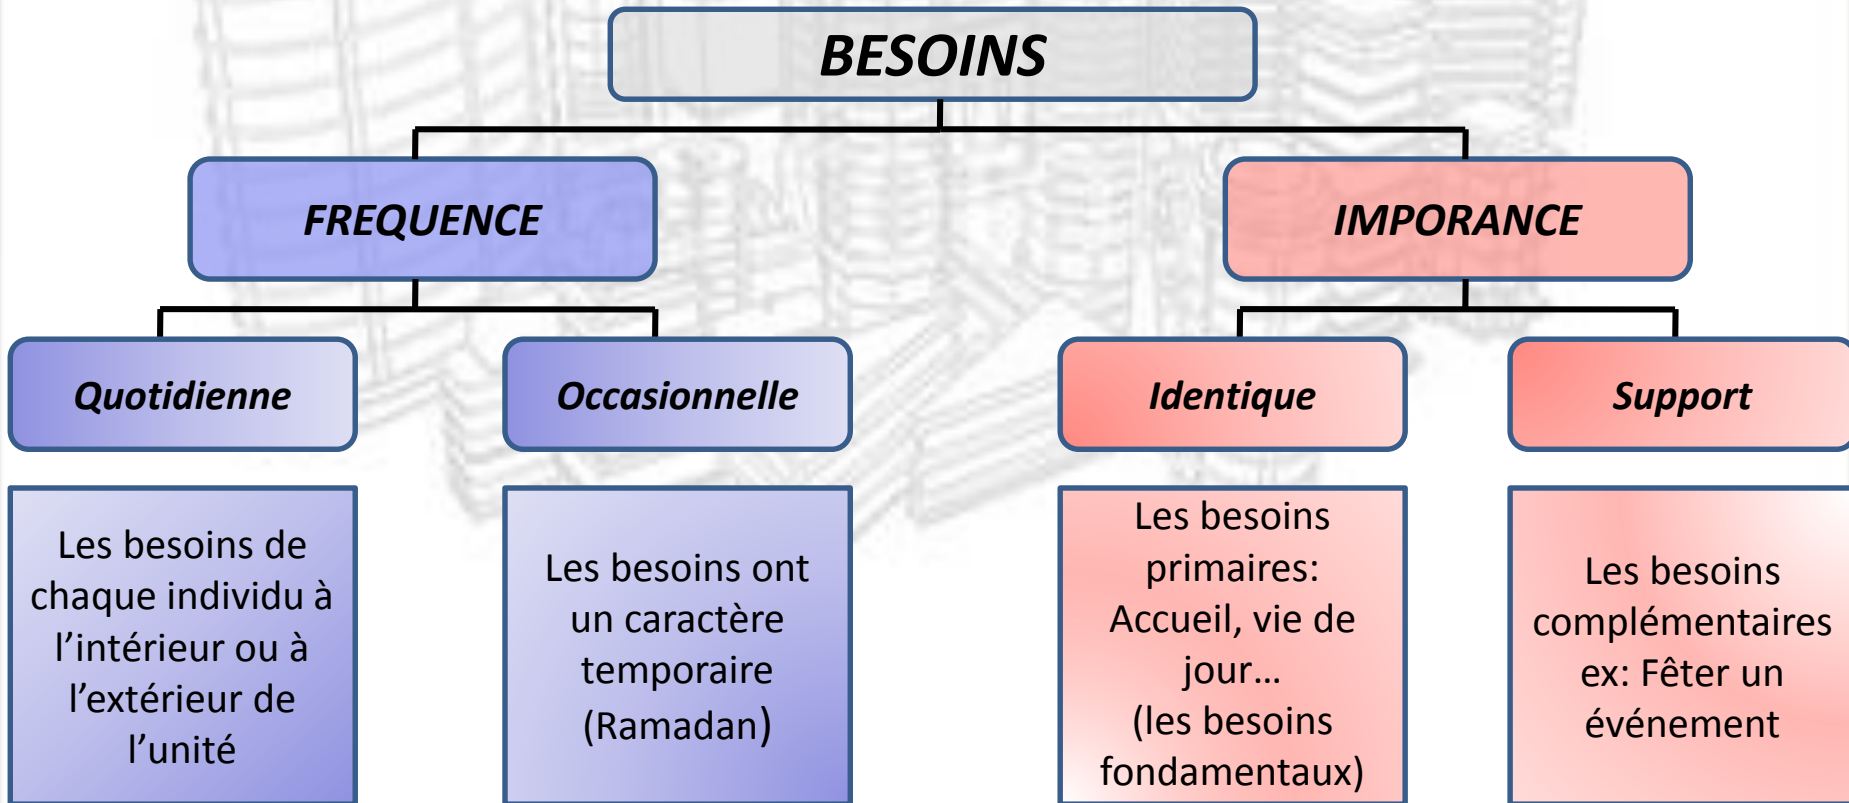 BESOINS
FREQUENCE
IMPORANCE
Quotidienne
Occasionnelle
Identique
Support
Les besoins de
chaque individu à
l’intérieur ou à
l’extérieur de
l’unité
Les besoins ont
un caractère
temporaire
(Ramadan)
Les besoins
primaires:
Accueil, vie de
jour...
(les besoins
fondamentaux)
Les besoins
complémentaires
ex: Fêter un
événement